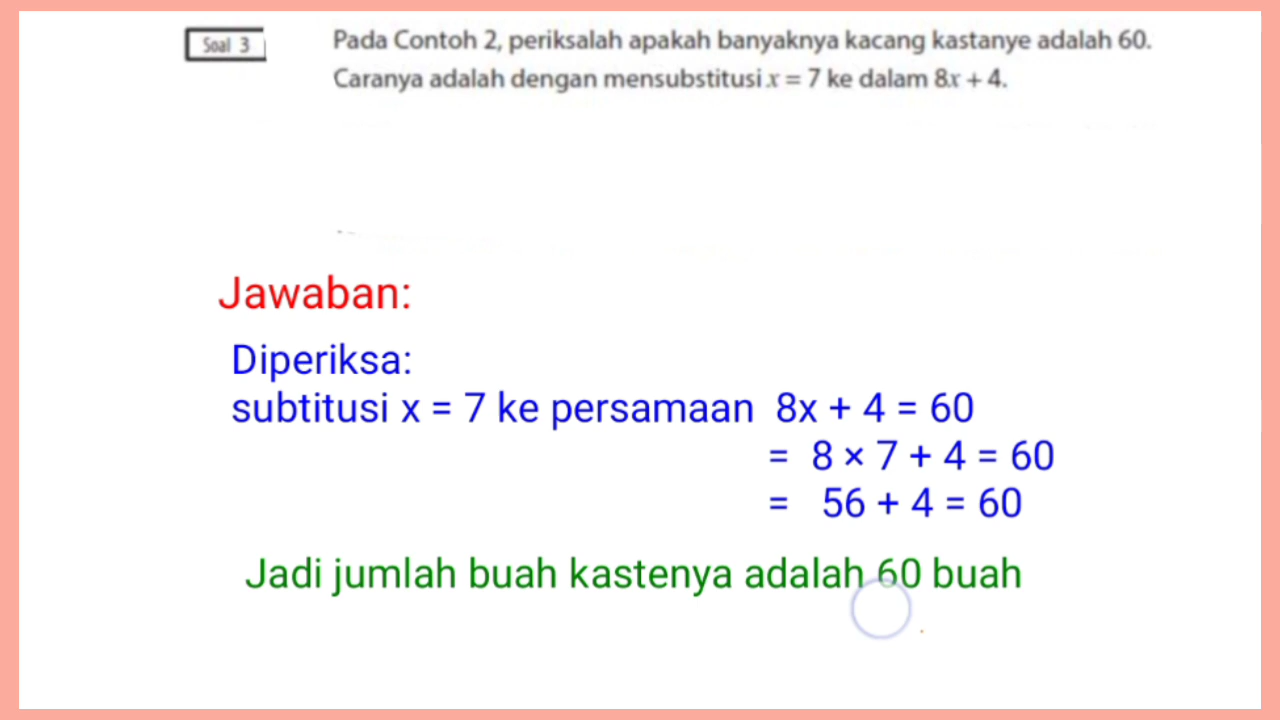 Soal 3
Pada Contoh 2, periksalah apakah banyaknya kacang kastanye adalah 60.
Caranya adalah dengan mensubstitusi x = 7 ke dalam 8x + 4.
Jawaban:
Diperiksa:
subtitusi x = 7 ke persamaan 8x + 4 = 60
= 8 × 7 + 4 = 60
= 56 + 4 = 60
Jadi jumlah buah kastenya adalah 60 buah